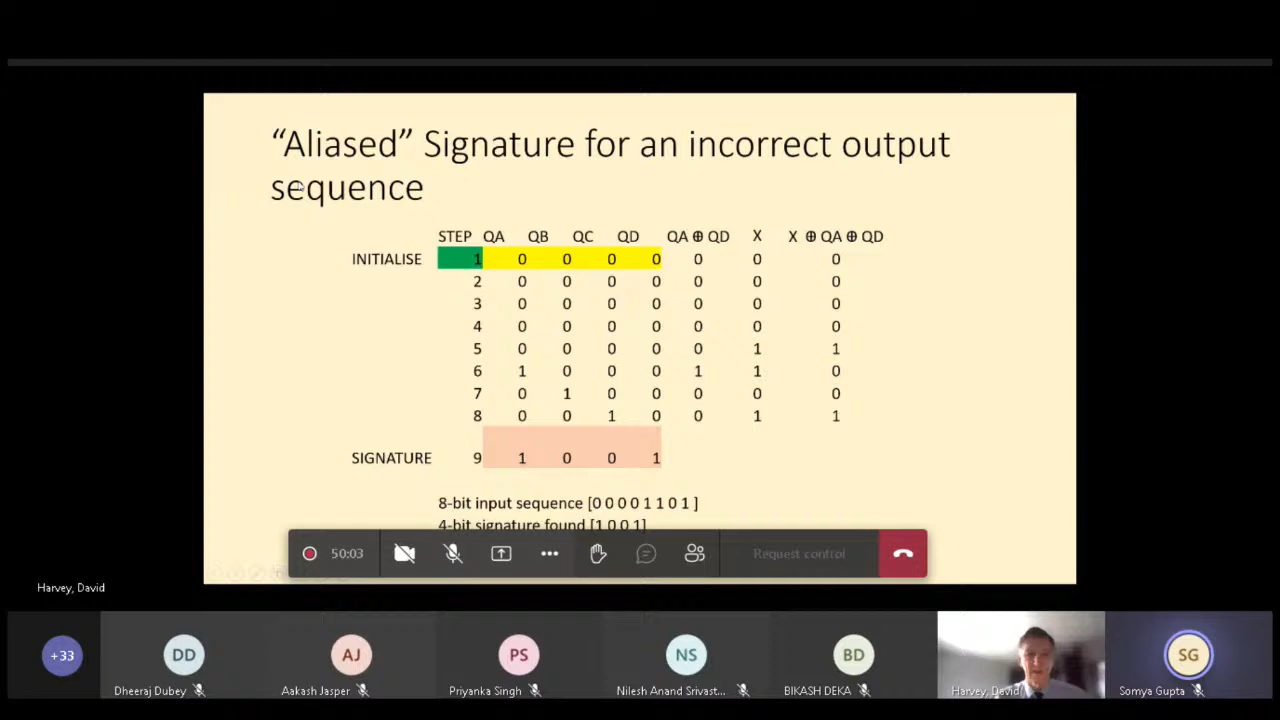 “Aliased” Signature for an incorrect output
sequence
STEP QA QB QC QD QA ⊕ QD X X ⊕ QA ⊕ QD
INITIALISE 1 0 0 0 0 0 0 0
2 0 0 0 0 0 0 0
3 0 0 0 0 0 0 0
4 0 0 0 0 0 0 0
5 0 0 0 0 0 1 1
6 1 0 0 0 1 1 0
7 0 1 0 0 0 0 0
8 0 0 1 0 0 1 1
SIGNATURE 9 1 0 0 1
8-bit input sequence [0 0 0 0 1 1 0 1 ]
4-bit signature found [1 0 0 1]
50:03 Request control
Harvey, David
+33 DD AJ PS NS BD SG
Dheeraj Dubey Aakash Jasper Priyanka Singh Nilesh Anand Srivast... BIKASH DEKA Harvey, David Somya Gupta